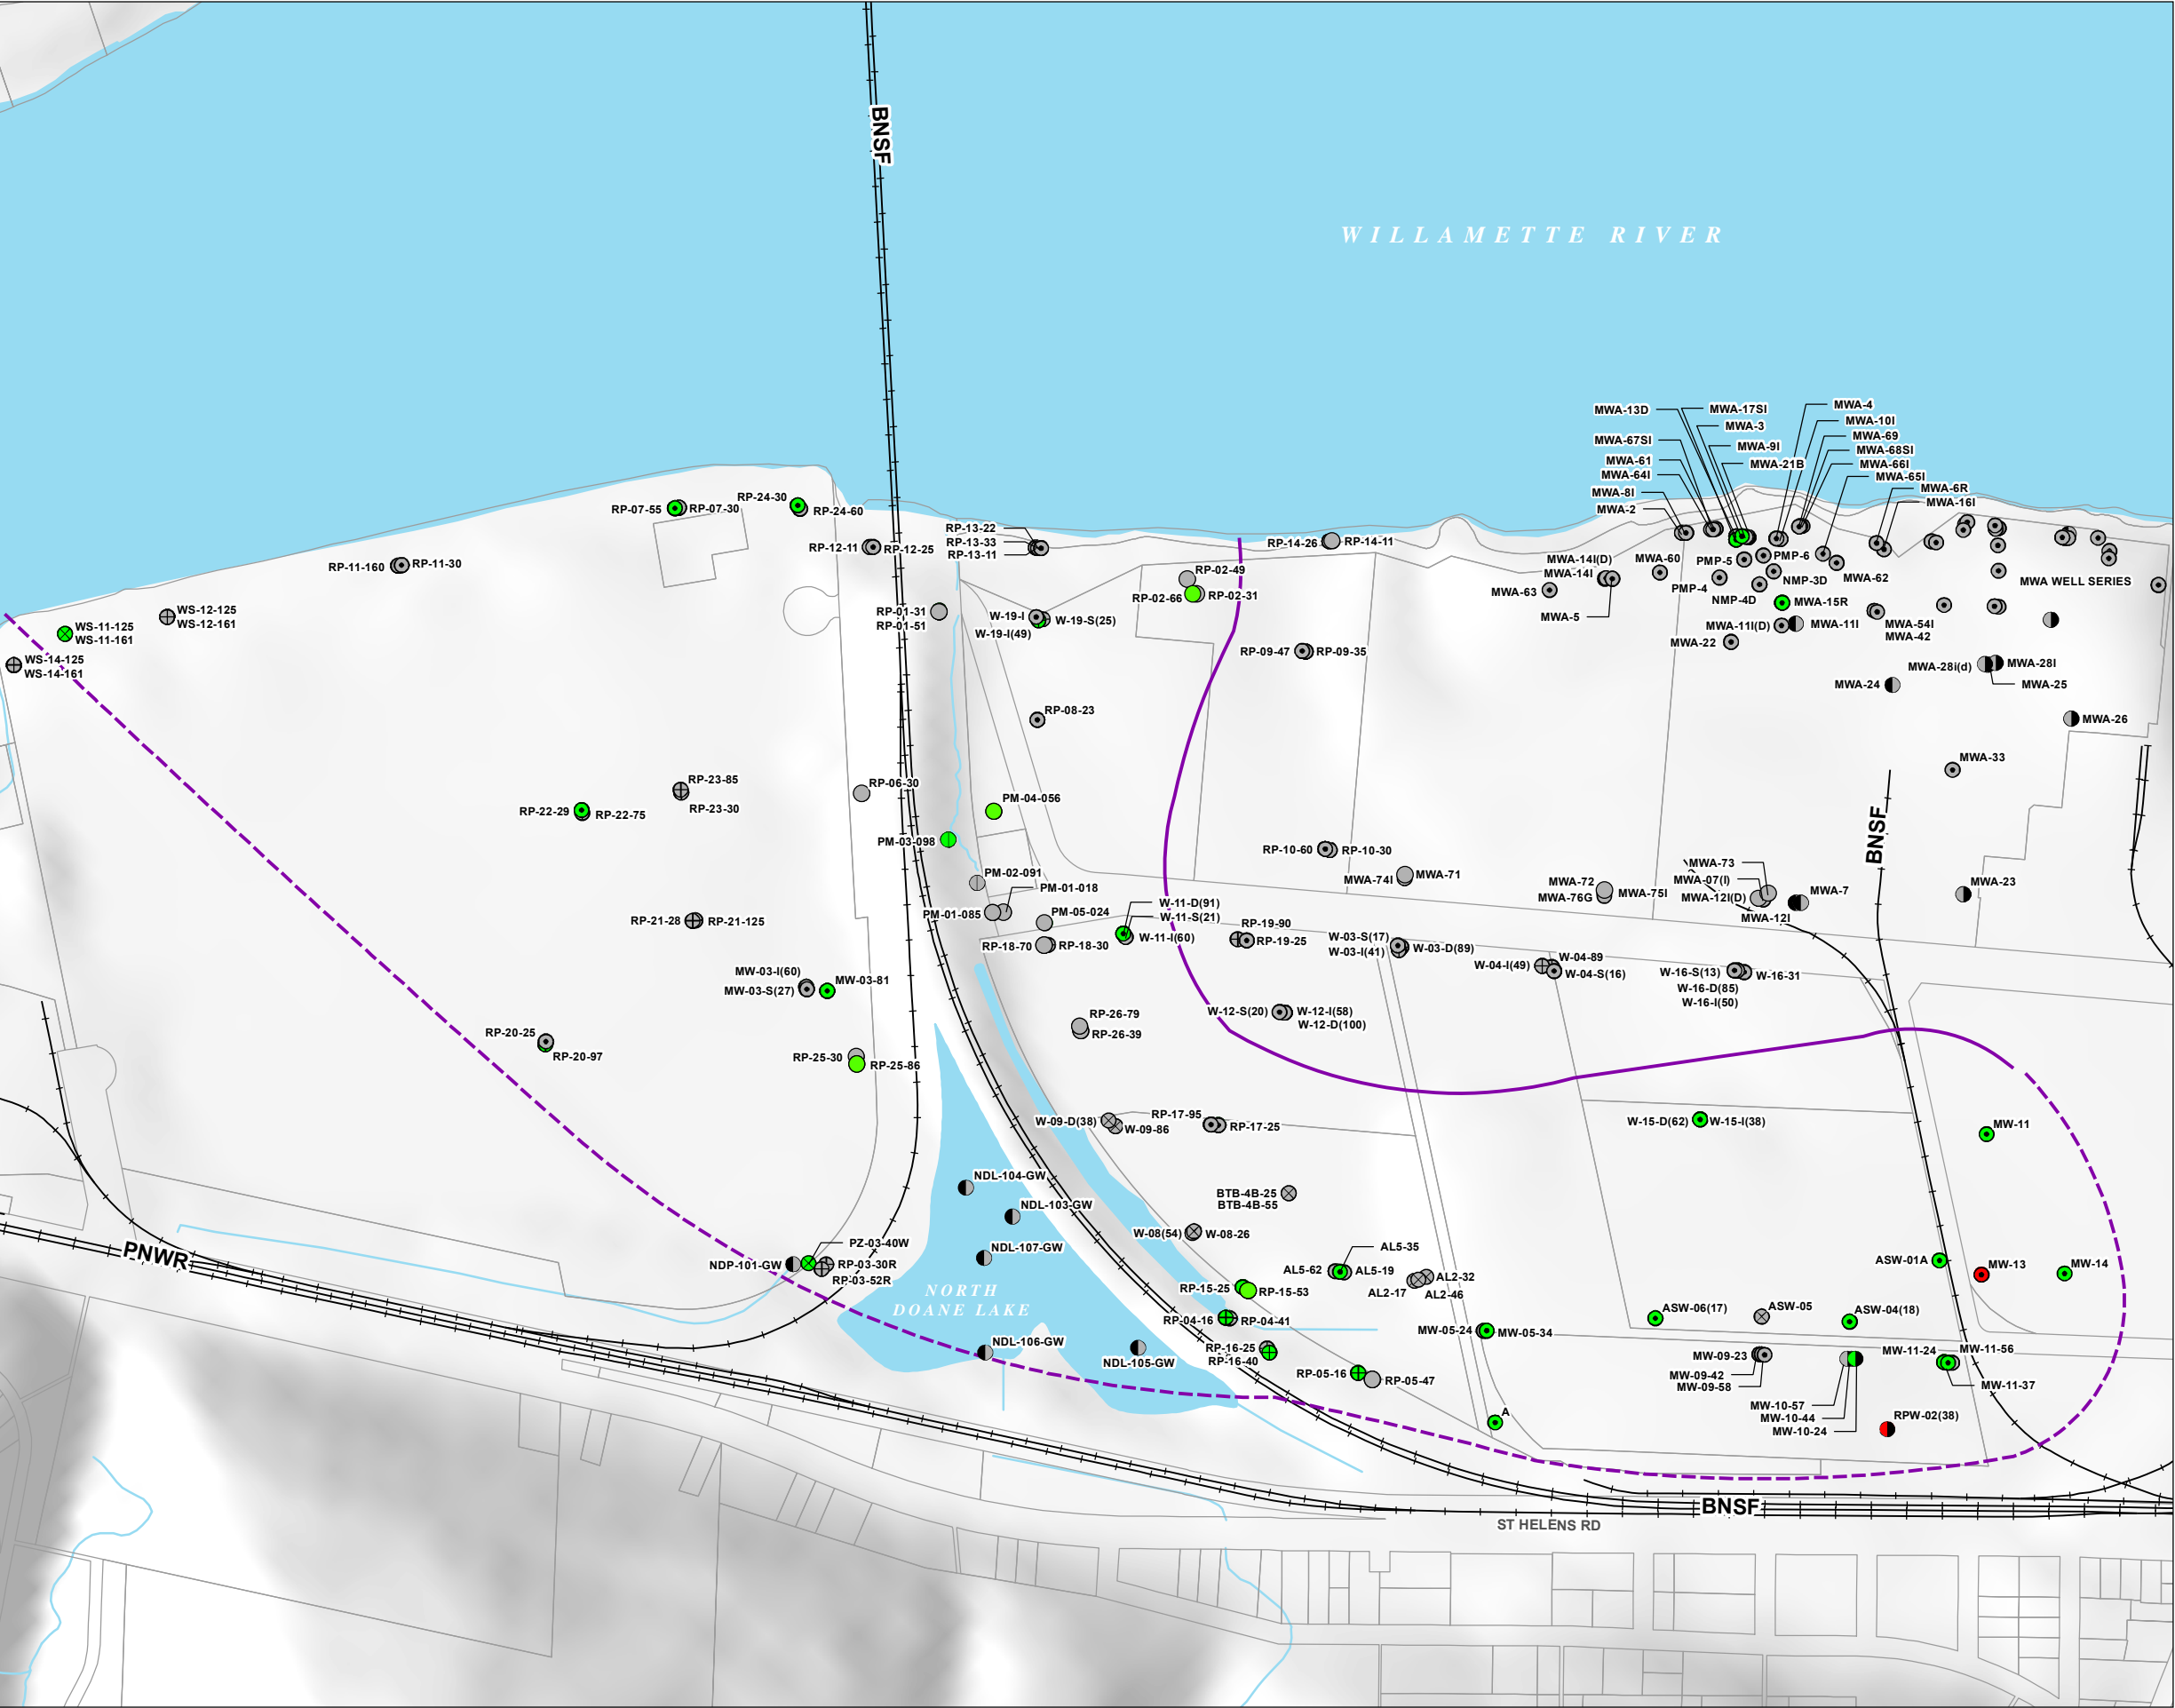 BNSF
WILLAMETTE RIVER
MWA-13D
MWA-17SI
MWA-4
MWA-3
MWA-10I
MWA-67SI
MWA-9I
MWA-69
MWA-68SI
MWA-61
MWA-21B
MWA-66I
MWA-64I
MWA-65I
MWA-8I
MWA-6R
MWA-2
MWA-16I
RP-07-55
RP-07-30
RP-24-30
RP-24-60
RP-13-22
RP-13-33
RP-13-11
RP-12-11
RP-12-25
RP-14-26
RP-14-11
RP-11-160
RP-11-30
MWA-14I(D)
MWA-14I
MWA-60
PMP-5
PMP-6
MWA-62
PMP-4
NMP-3D
NMP-4D
MWA WELL SERIES
MWA-63
MWA-5
MWA-15R
MWA-11I(D)
MWA-11I
MWA-54I
MWA-42
MWA-22
RP-02-49
RP-02-66
RP-02-31
WS-12-125
WS-12-161
WS-11-125
WS-11-161
WS-14-125
WS-14-161
RP-01-31
RP-01-51
W-19-I
W-19-S(25)
W-19-I(49)
RP-09-47
RP-09-35
MWA-28i(d)
MWA-28I
MWA-25
MWA-24
MWA-26
RP-08-23
MWA-33
RP-23-85
RP-23-30
RP-06-30
PM-04-056
RP-22-29
RP-22-75
PM-03-098
BNSF
RP-10-60
RP-10-30
MWA-71
MWA-74I
MWA-72
MWA-76G
MWA-75I
MWA-73
MWA-07(I)
MWA-12I(D)
MWA-7
MWA-12I
MWA-23
PM-02-091
PM-01-018
PM-01-085
PM-05-024
W-11-D(91)
W-11-S(21)
W-11-I(60)
RP-21-28
RP-21-125
RP-18-70
RP-18-30
RP-19-90
RP-19-25
W-03-S(17)
W-03-I(41)
W-03-D(89)
W-04-I(49)
W-04-89
W-04-S(16)
W-16-S(13)
W-16-D(85)
W-16-I(50)
W-16-31
MW-03-I(60)
MW-03-S(27)
MW-03-81
RP-20-25
RP-20-97
RP-25-30
RP-25-86
RP-26-79
RP-26-39
W-12-S(20)
W-12-I(58)
W-12-D(100)
W-09-D(38)
W-09-86
RP-17-95
RP-17-25
W-15-D(62)
W-15-I(38)
MW-11
NDL-104-GW
NDL-103-GW
BTB-4B-25
BTB-4B-55
W-08(54)
W-08-26
PNWR
PZ-03-40W
NDP-101-GW
RP-03-30R
RP-03-52R
NDL-107-GW
AL5-35
AL5-62
AL5-19
AL2-32
AL2-17
AL2-46
ASW-01A
MW-13
MW-14
NORTH
DOANE LAKE
RP-15-25
RP-15-53
RP-04-16
RP-04-41
MW-05-24
MW-05-34
ASW-06(17)
ASW-05
ASW-04(18)
NDL-106-GW
NDL-105-GW
RP-16-25
RP-16-40
RP-05-16
RP-05-47
MW-09-23
MW-09-42
MW-09-58
MW-11-24
MW-11-56
MW-11-37
MW-10-57
MW-10-44
MW-10-24
RPW-02(38)
A
BNSF
ST HELENS RD